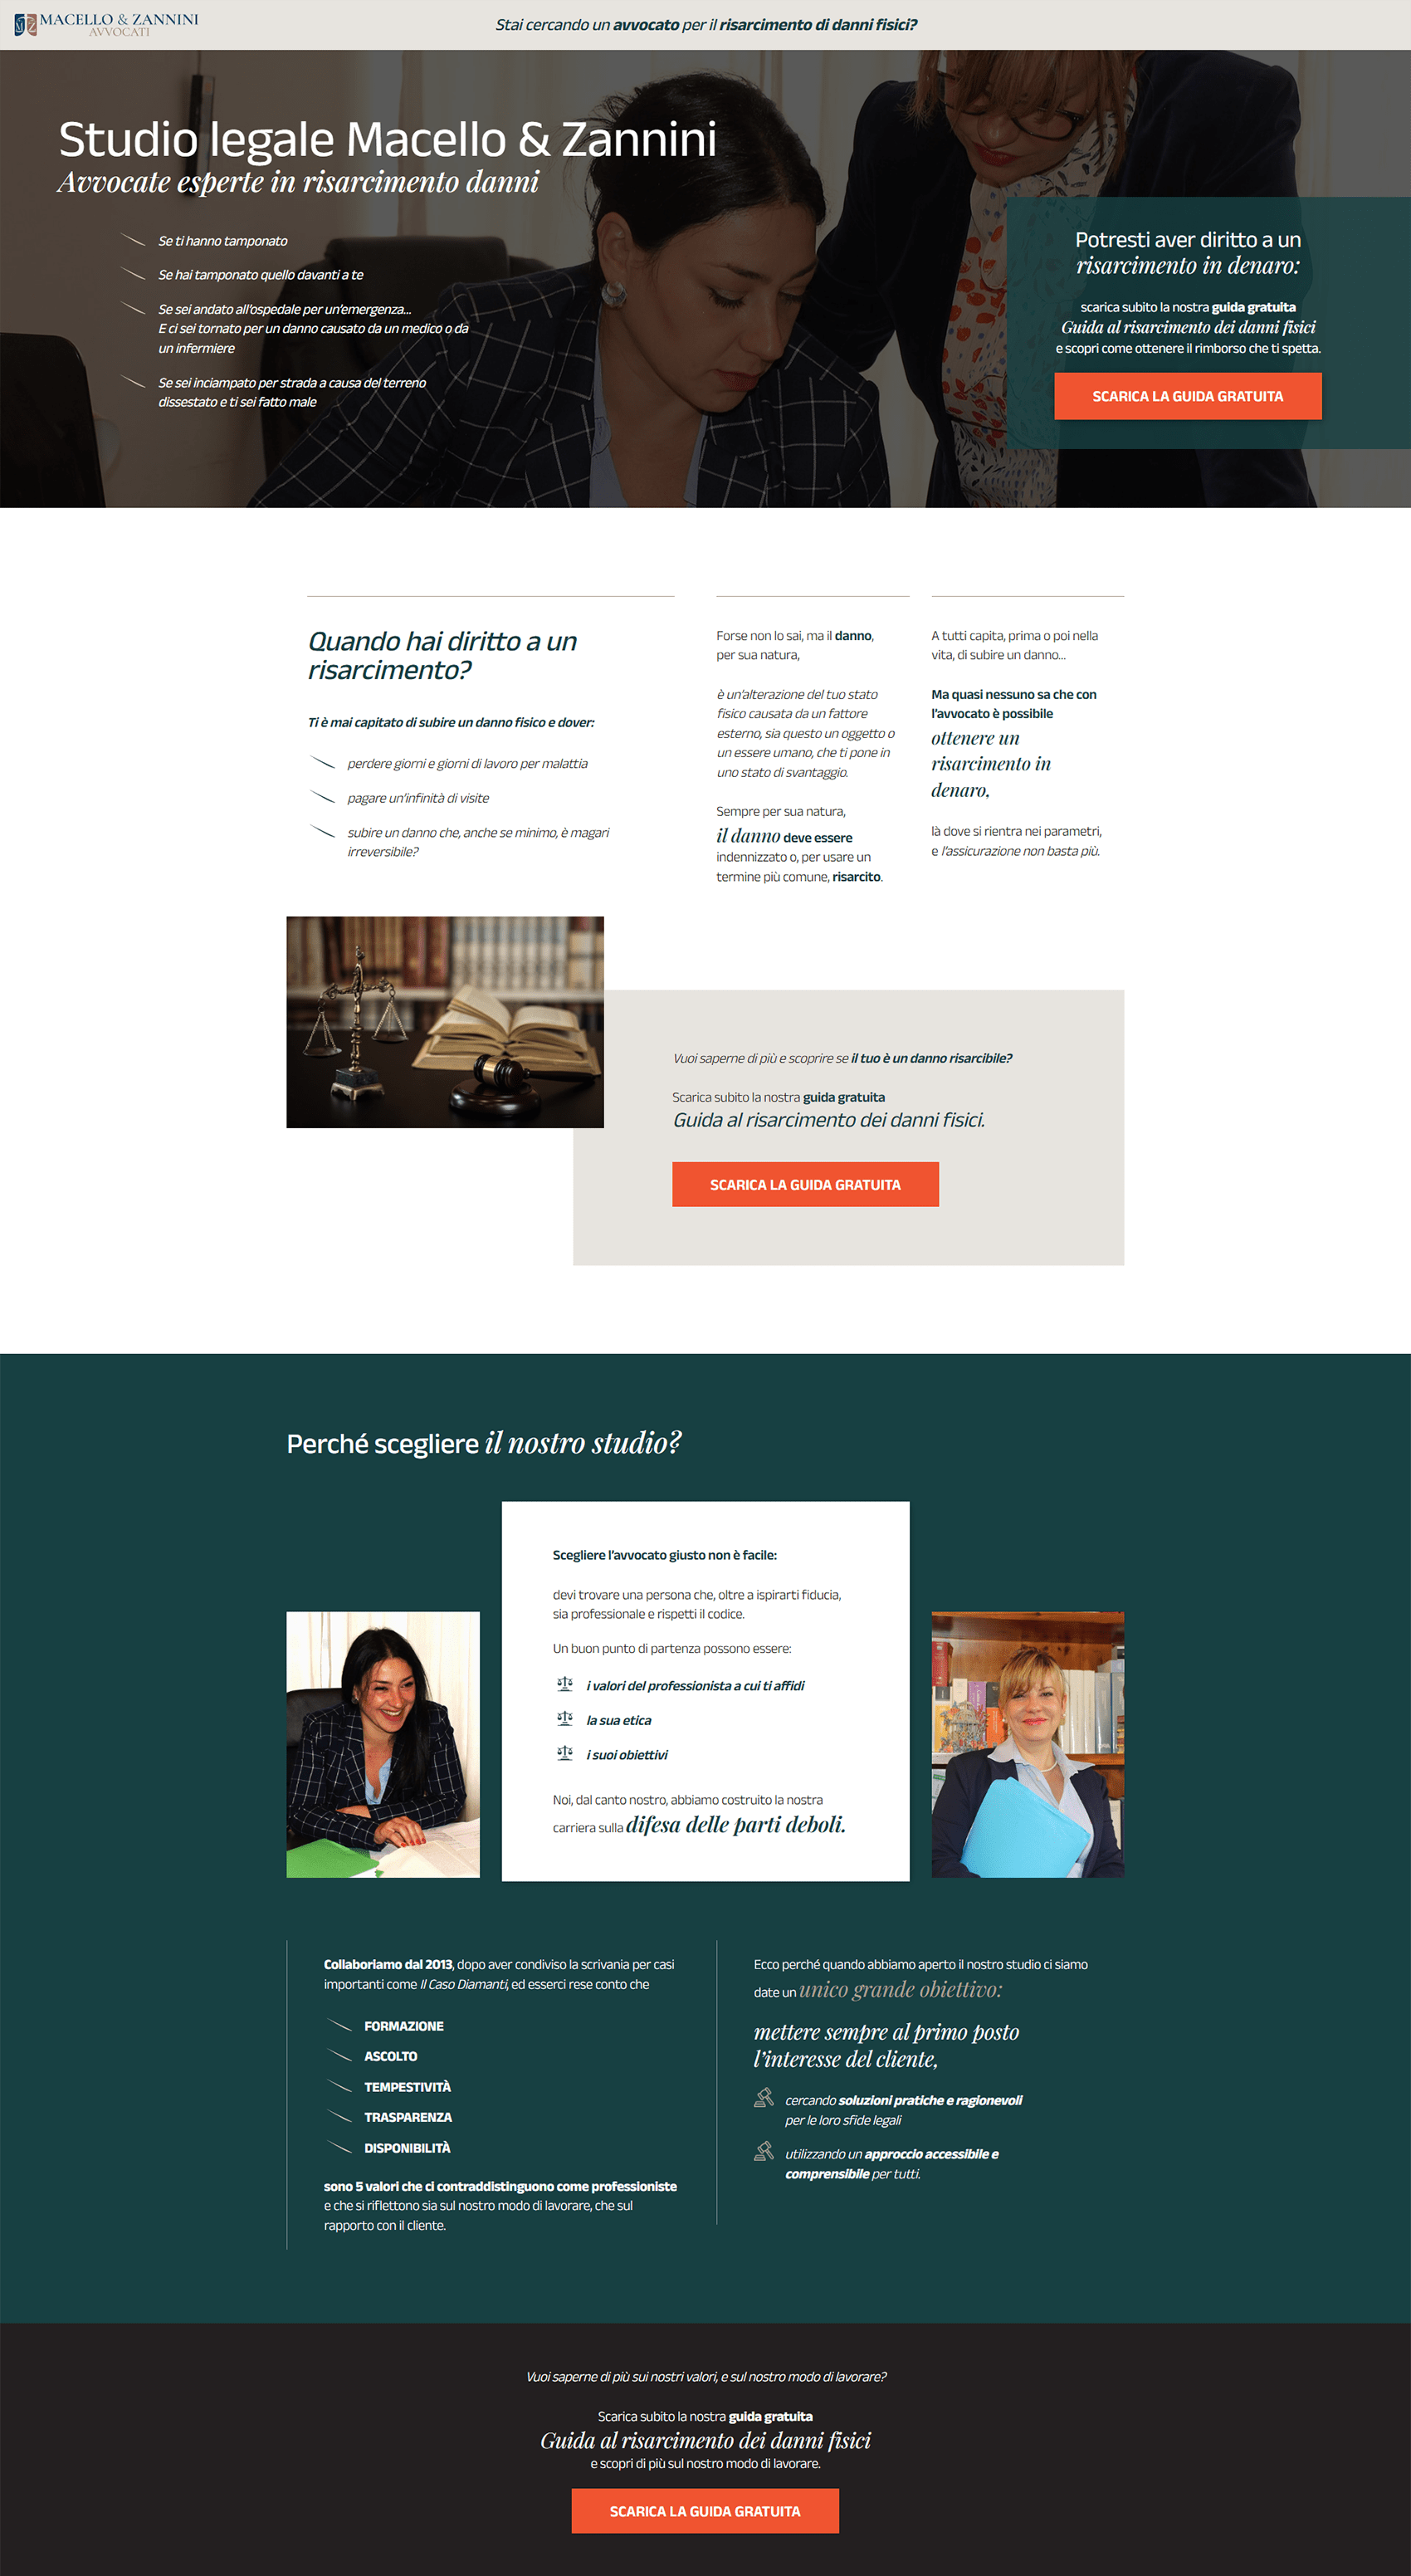 MACELLO & ZANNINI
AVVOCATI
Stai cercando un avvocato per il risarcimento di danni fisici?
Studio legale Macello & Zannini
Avvocate esperte in risarcimento danni
Se ti hanno tamponato
Se hai tamponato quello davanti a te
Se sei andato all'ospedale per un'emergenza...
E ci sei tornato per un danno causato da un medico o da
un infermiere
Se sei inciampato per strada a causa del terreno
dissestato e ti sei fatto male
Potresti aver diritto a un
risarcimento in denaro:
scarica subito la nostra guida gratuita
Guida al risarcimento dei danni fisici
e scopri come ottenere il rimborso che ti spetta.
SCARICA LA GUIDA GRATUITA
Quando hai diritto a un
risarcimento?
Ti è mai capitato di subire un danno fisico e dover:
perdere giorni e giorni di lavoro per malattia
pagare un'infinità di visite
subire un danno che, anche se minimo, è magari
irreversibile?
Forse non lo sai, ma il danno,
per sua natura,
è un'alterazione del tuo stato
fisico causata da un fattore
esterno, sia questo un oggetto o
un essere umano, che ti pone in
uno stato di svantaggio.
Sempre per sua natura,
il danno deve essere
indennizzato o, per usare un
termine più comune, risarcito.
A tutti capita, prima o poi nella
vita, di subire un danno...
Ma quasi nessuno sa che con
l'avvocato è possibile
ottenere un
risarcimento in
denaro,
là dove si rientra nei parametri,
e l'assicurazione non basta più.
Vuoi saperne di più e scoprire se il tuo è un danno risarcibile?
Scarica subito la nostra guida gratuita
Guida al risarcimento dei danni fisici.
SCARICA LA GUIDA GRATUITA
Perché scegliere il nostro studio?
Scegliere l'avvocato giusto non è facile:
devi trovare una persona che, oltre a ispirarti fiducia,
sia professionale e rispetti il codice.
Un buon punto di partenza possono essere:
i valori del professionista a cui ti affidi
la sua etica
i suoi obiettivi
Noi, dal canto nostro, abbiamo costruito la nostra
carriera sulla difesa delle parti deboli.
Collaboriamo dal 2013, dopo aver condiviso la scrivania per casi
importanti come Il Caso Diamanti, ed esserci rese conto che
FORMAZIONE
ASCOLTO
TEMPESTIVITÀ
TRASPARENZA
DISPONIBILITÀ
sono 5 valori che ci contraddistinguono come professioniste
e che si riflettono sia sul nostro modo di lavorare, che sul
rapporto con il cliente.
Ecco perché quando abbiamo aperto il nostro studio ci siamo
date un unico grande obiettivo:
mettere sempre al primo posto
l'interesse del cliente,
cercando soluzioni pratiche e ragionevoli
per le loro sfide legali
utilizzando un approccio accessibile e
comprensibile per tutti.
Vuoi saperne di più sui nostri valori, e sul nostro modo di lavorare?
Scarica subito la nostra guida gratuita
Guida al risarcimento dei danni fisici
e scopri di più sul nostro modo di lavorare.
SCARICA LA GUIDA GRATUITA